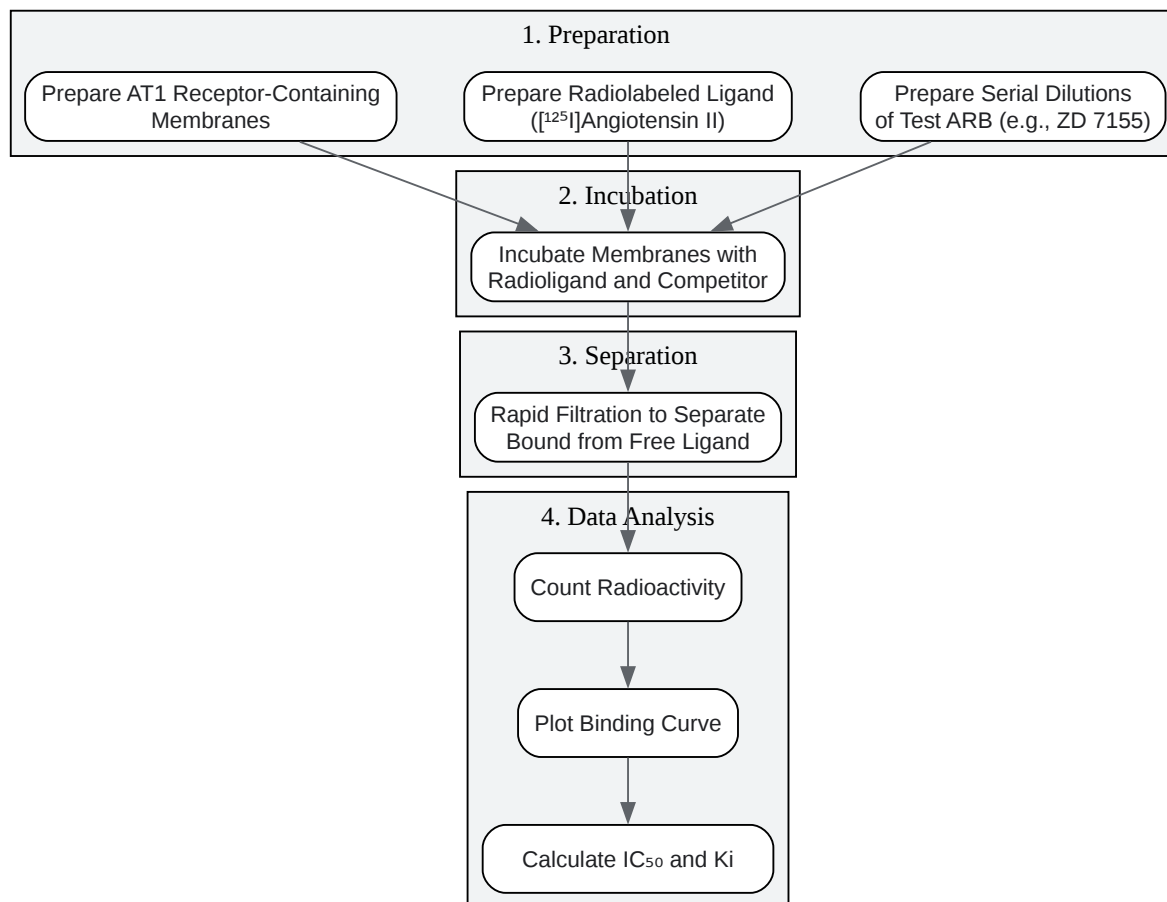 1. Preparation
Prepare AT1 Receptor-Containing
Membranes
Prepare Radiolabeled Ligand
([¹²⁵I]Angiotensin II)
Prepare Serial Dilutions
of Test ARB (e.g., ZD 7155)
2. Incubation
Incubate Membranes with
Radioligand and Competitor
3. Separation
Rapid Filtration to Separate
Bound from Free Ligand
4. Data Analysis
Count Radioactivity
Plot Binding Curve
Calculate IC₅₀ and Ki